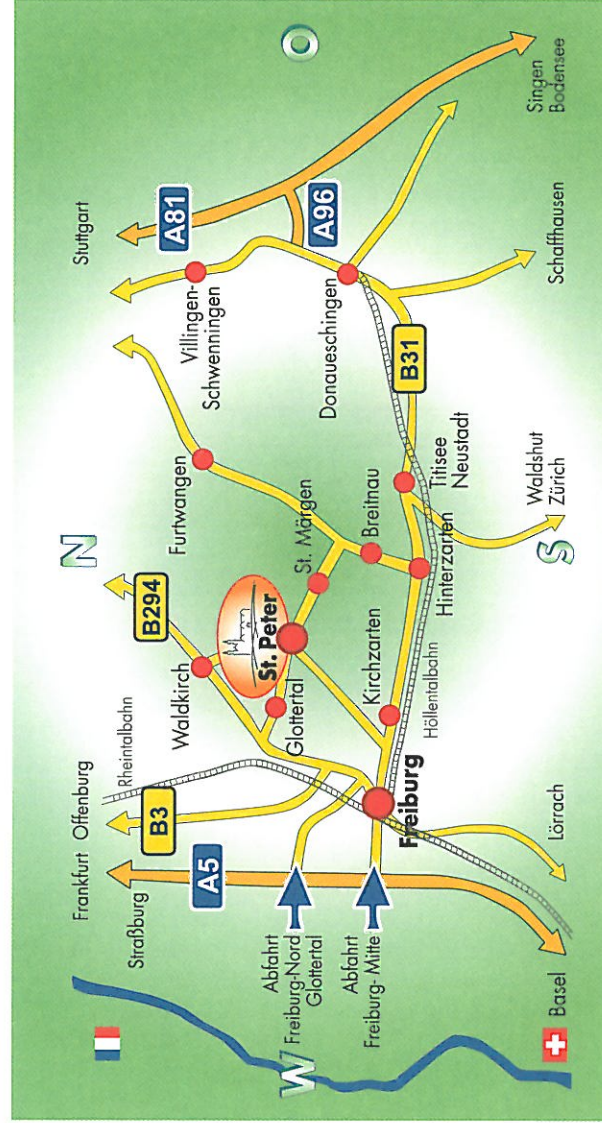 N
O
S
W
Frankfurt
Offenburg
Straßburg
Rheintalbahn
Stuttgart
A5
B3
B294
A81
A96
B31
Waldkirch
Furtwangen
Villingen-
Schwenningen
St. Peter
Glottertal
St. Märgen
Breitnau
Donaueschingen
Abfahrt
Freiburg-Nord
Glottertal
Abfahrt
Freiburg-Mitte
Freiburg
Kirchzarten
Höllentalbahn
Hinterzarten
Titisee
Neustadt
Basel
Lörrach
Waldshut
Zürich
Schaffhausen
Singen
Bodensee